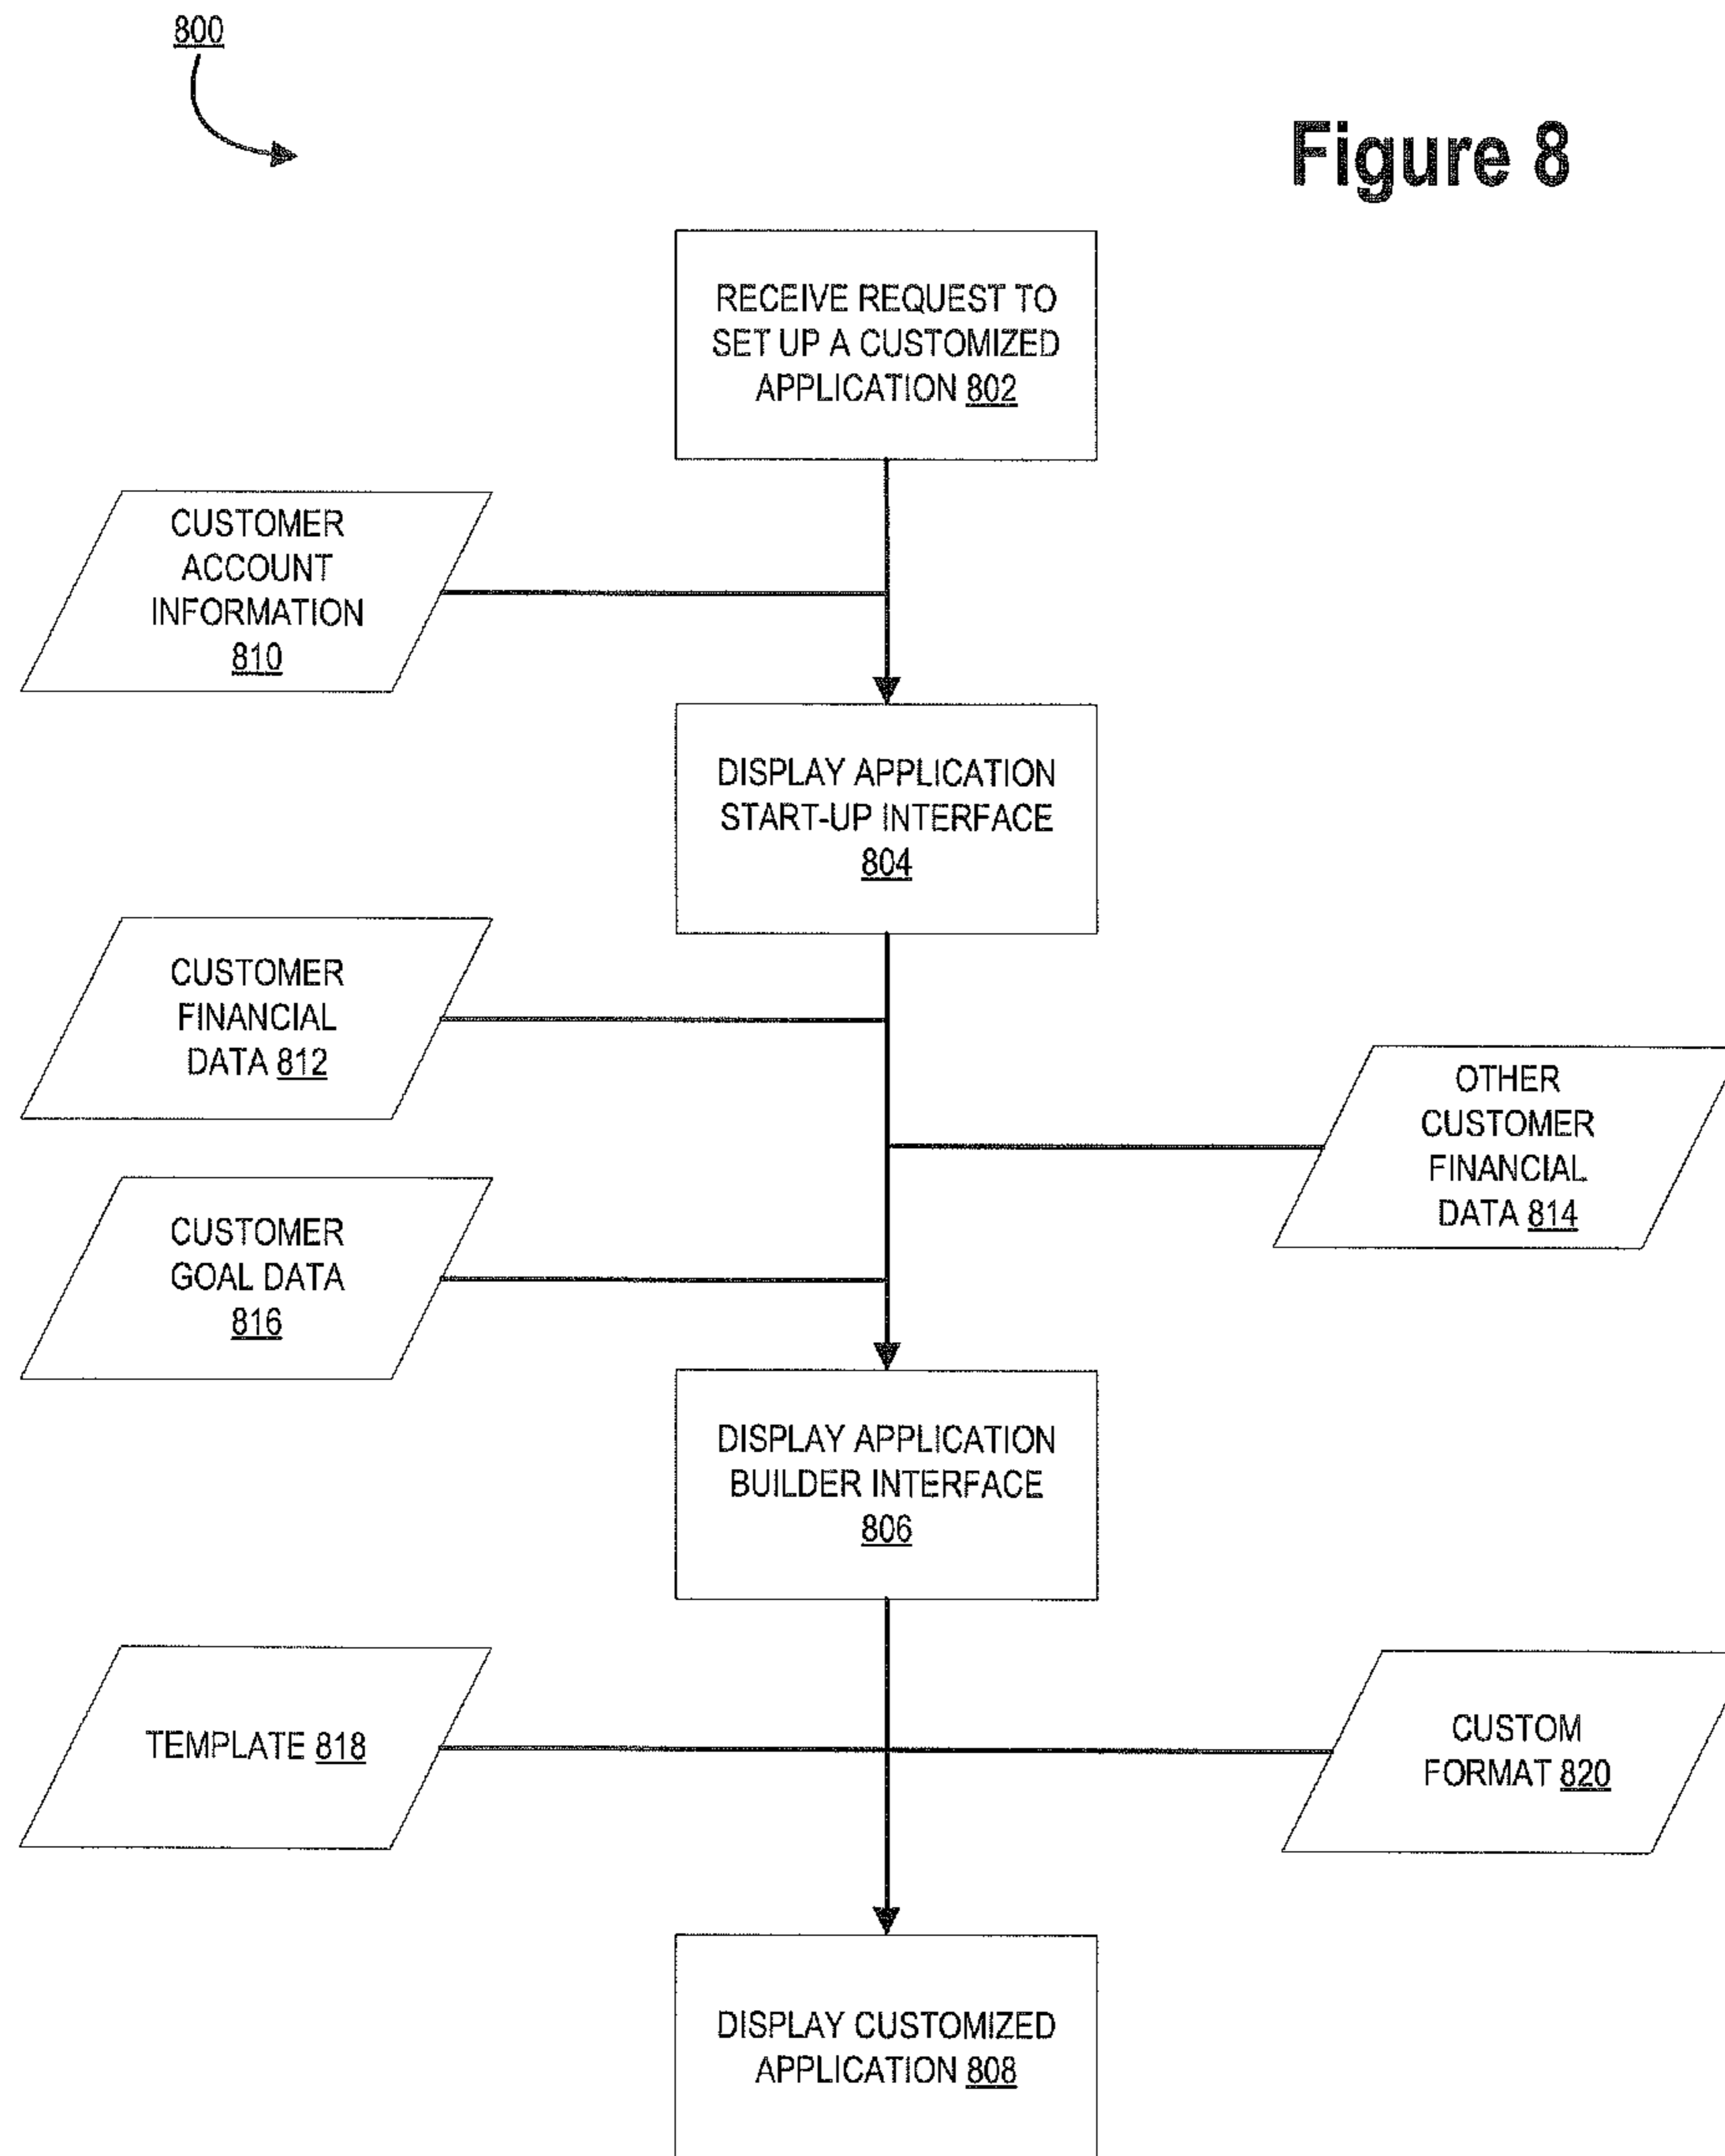 800
Figure 8
RECEIVE REQUEST TO
SET UP A CUSTOMIZED
APPLICATION 802
CUSTOMER
ACCOUNT
INFORMATION
810
DISPLAY APPLICATION
START-UP INTERFACE
804
CUSTOMER
FINANCIAL
DATA 812
OTHER
CUSTOMER
FINANCIAL
DATA 814
CUSTOMER
GOAL DATA
816
DISPLAY APPLICATION
BUILDER INTERFACE
806
TEMPLATE 818
CUSTOM
FORMAT 820
DISPLAY CUSTOMIZED
APPLICATION 808